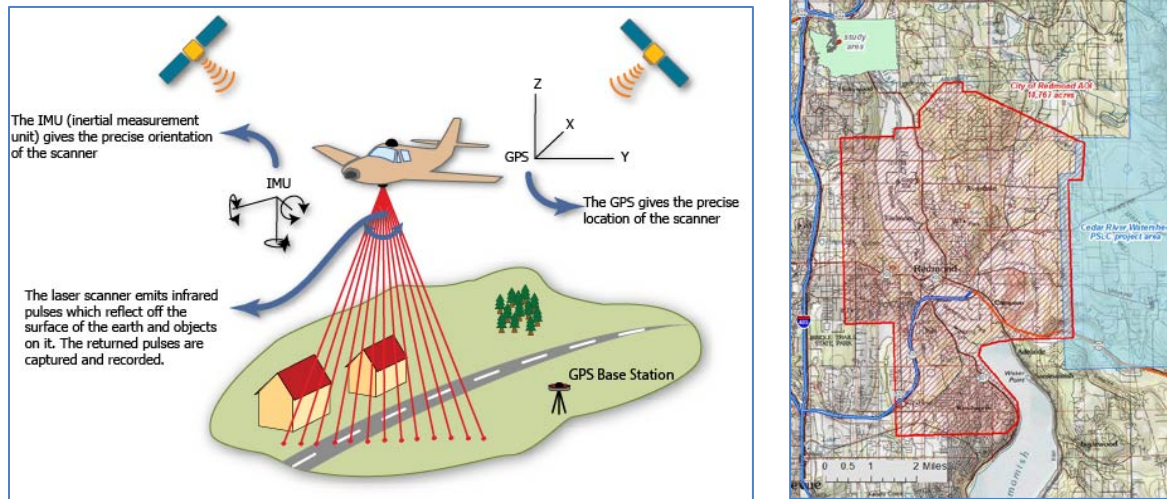 The IMU (inertial measurement
unit) gives the precise orientation
of the scanner
IMU
Z
X
GPS
Y
The GPS gives the precise
location of the scanner
The laser scanner emits infrared
pulses which reflect off the
surface of the earth and objects
on it. The returned pulses are
captured and recorded.
GPS Base Station
study
area
City of Redmond AOI
Cedar River Watershed
PSLC project area
Redmond
Adelaide
0 0.5 1 2 Miles